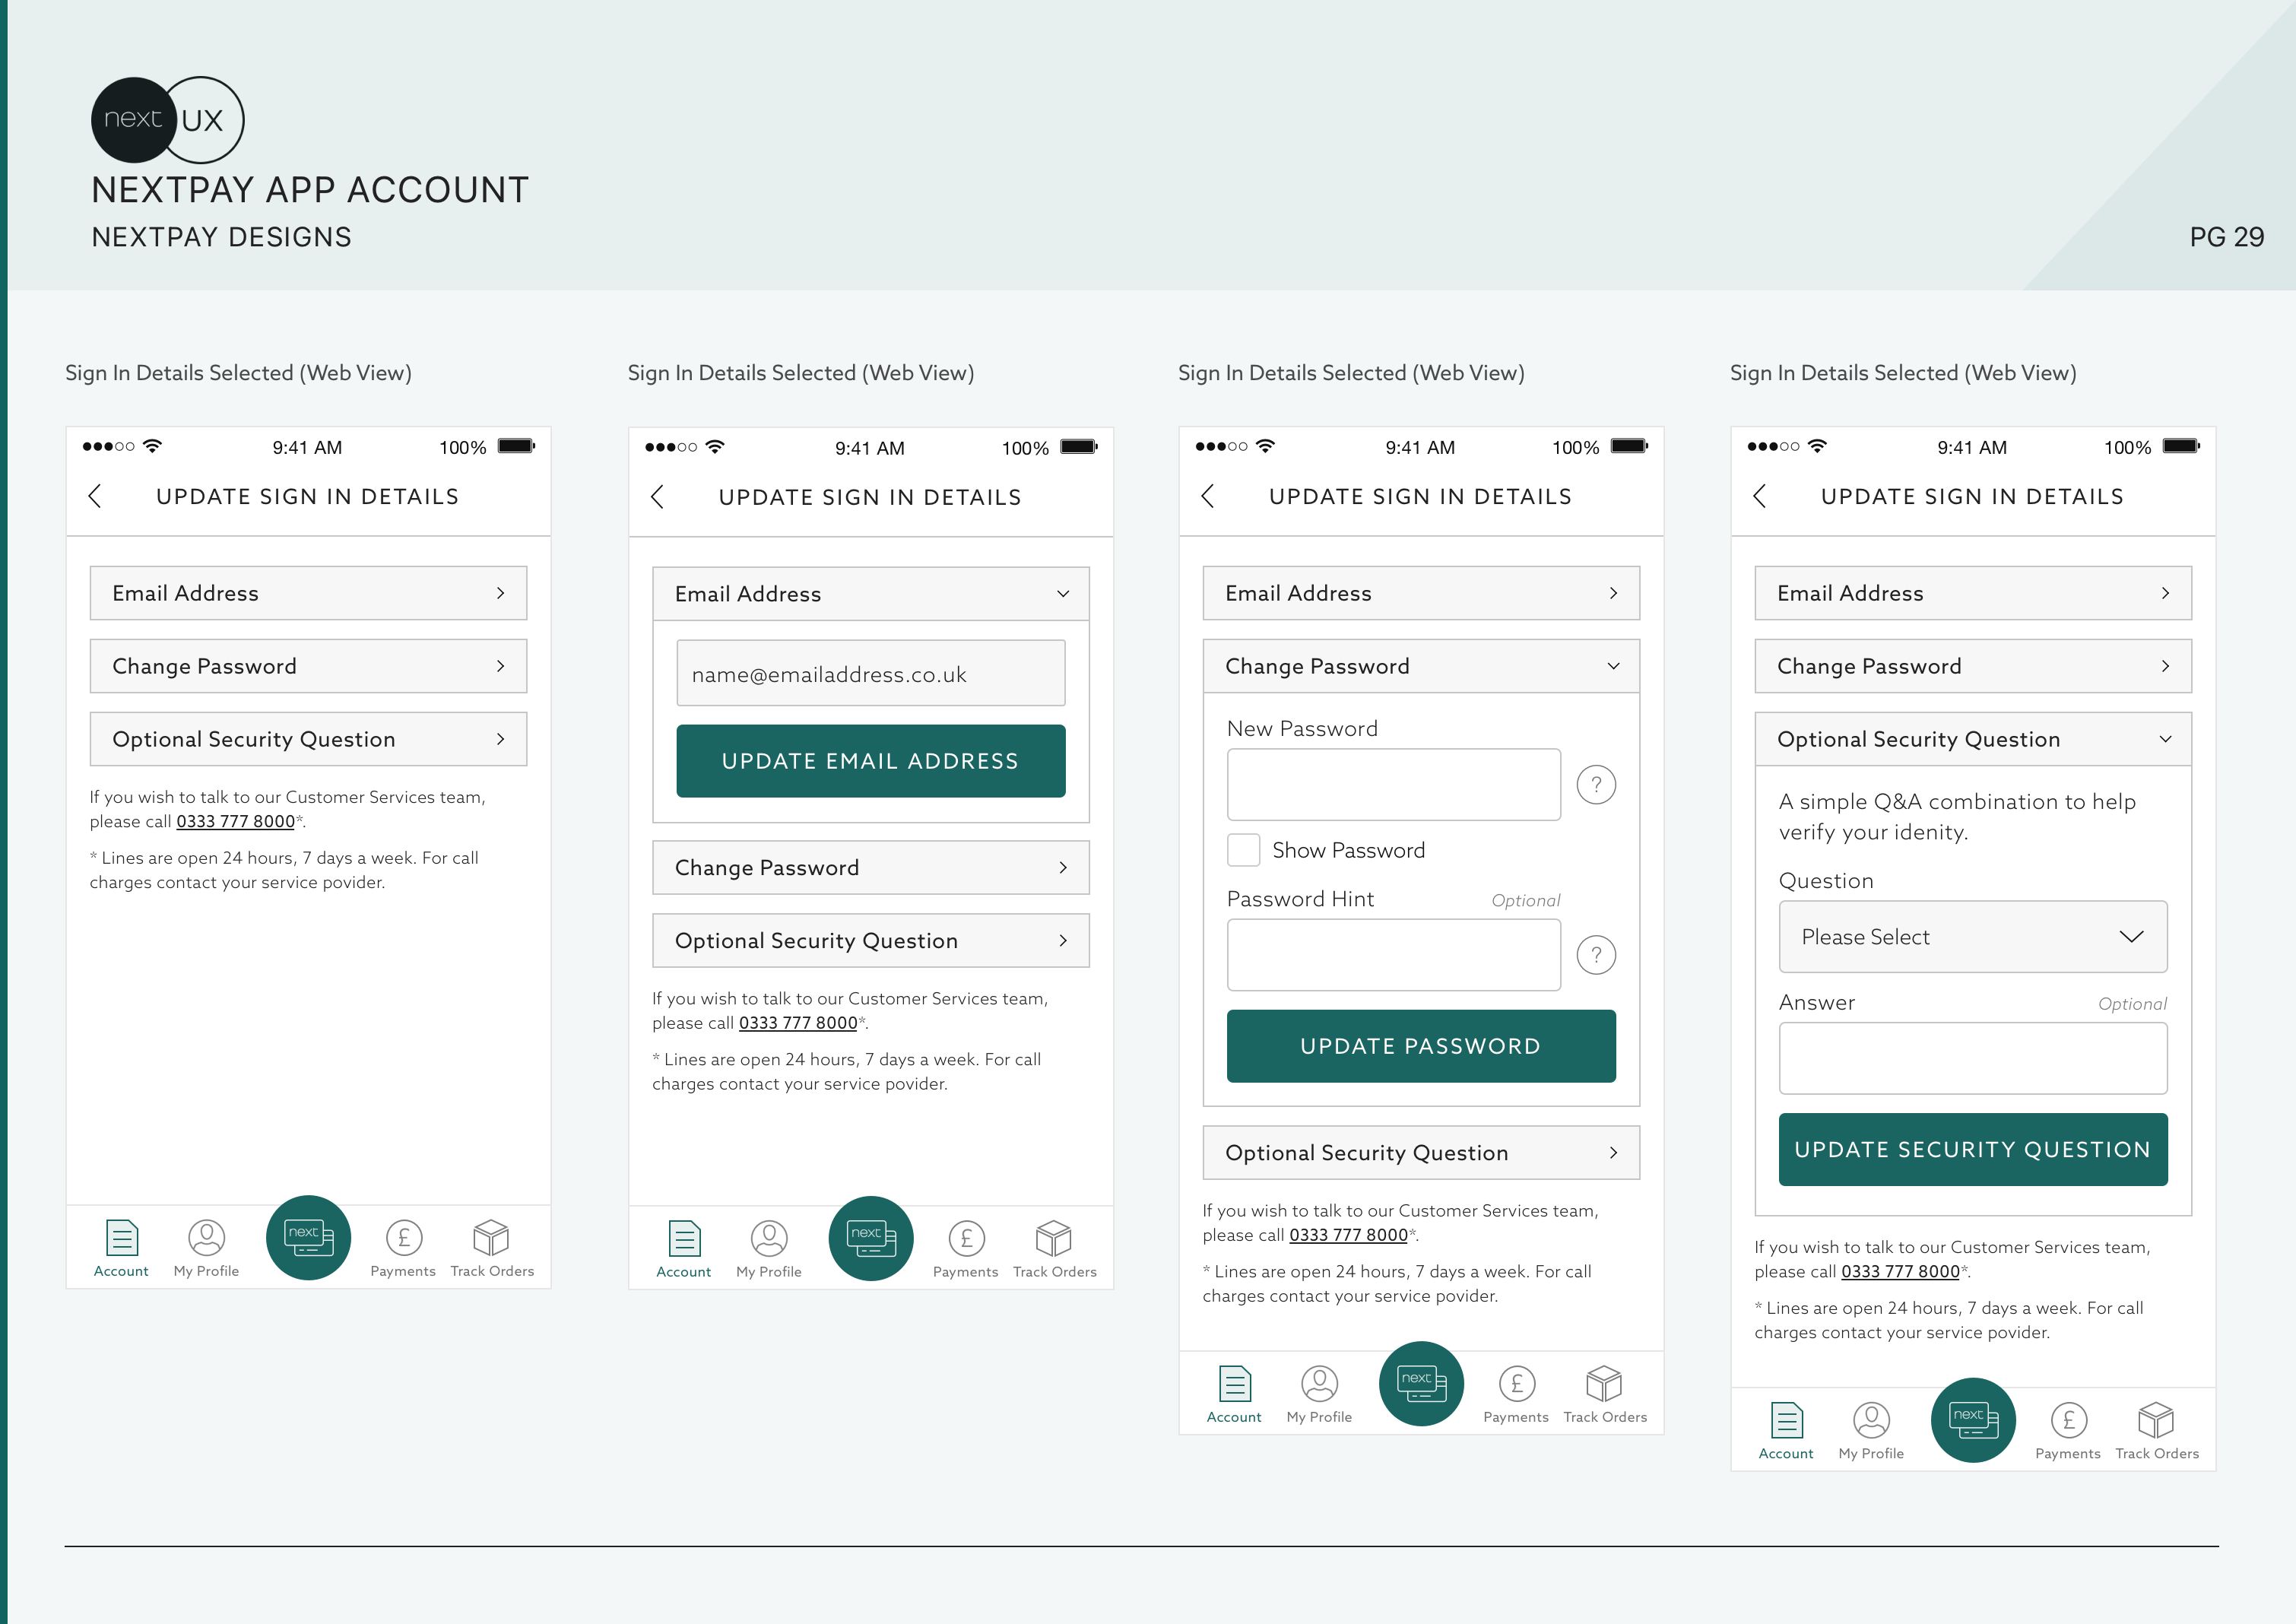 next UX
NEXTPAY APP ACCOUNT
NEXTPAY DESIGNS
PG 29
Sign In Details Selected (Web View)
9:41 AM 100%
UPDATE SIGN IN DETAILS
Email Address
Change Password
Optional Security Question
If you wish to talk to our Customer Services team,
please call 0333 777 8000*.
* Lines are open 24 hours, 7 days a week. For call
charges contact your service povider.
next
£
Account My Profile Payments Track Orders
Sign In Details Selected (Web View)
9:41 AM 100%
UPDATE SIGN IN DETAILS
Email Address
name@emailaddress.co.uk
UPDATE EMAIL ADDRESS
Change Password
Optional Security Question
If you wish to talk to our Customer Services team,
please call 0333 777 8000*.
* Lines are open 24 hours, 7 days a week. For call
charges contact your service povider.
next
£
Account My Profile Payments Track Orders
Sign In Details Selected (Web View)
9:41 AM 100%
UPDATE SIGN IN DETAILS
Email Address
Change Password
New Password
?
Show Password
Password Hint Optional
?
UPDATE PASSWORD
Optional Security Question
If you wish to talk to our Customer Services team,
please call 0333 777 8000*.
* Lines are open 24 hours, 7 days a week. For call
charges contact your service povider.
next
£
Account My Profile Payments Track Orders
Sign In Details Selected (Web View)
9:41 AM 100%
UPDATE SIGN IN DETAILS
Email Address
Change Password
Optional Security Question
A simple Q&A combination to help
verify your idenity.
Question
Please Select
Answer Optional
UPDATE SECURITY QUESTION
If you wish to talk to our Customer Services team,
please call 0333 777 8000*.
* Lines are open 24 hours, 7 days a week. For call
charges contact your service povider.
next
£
Account My Profile Payments Track Orders